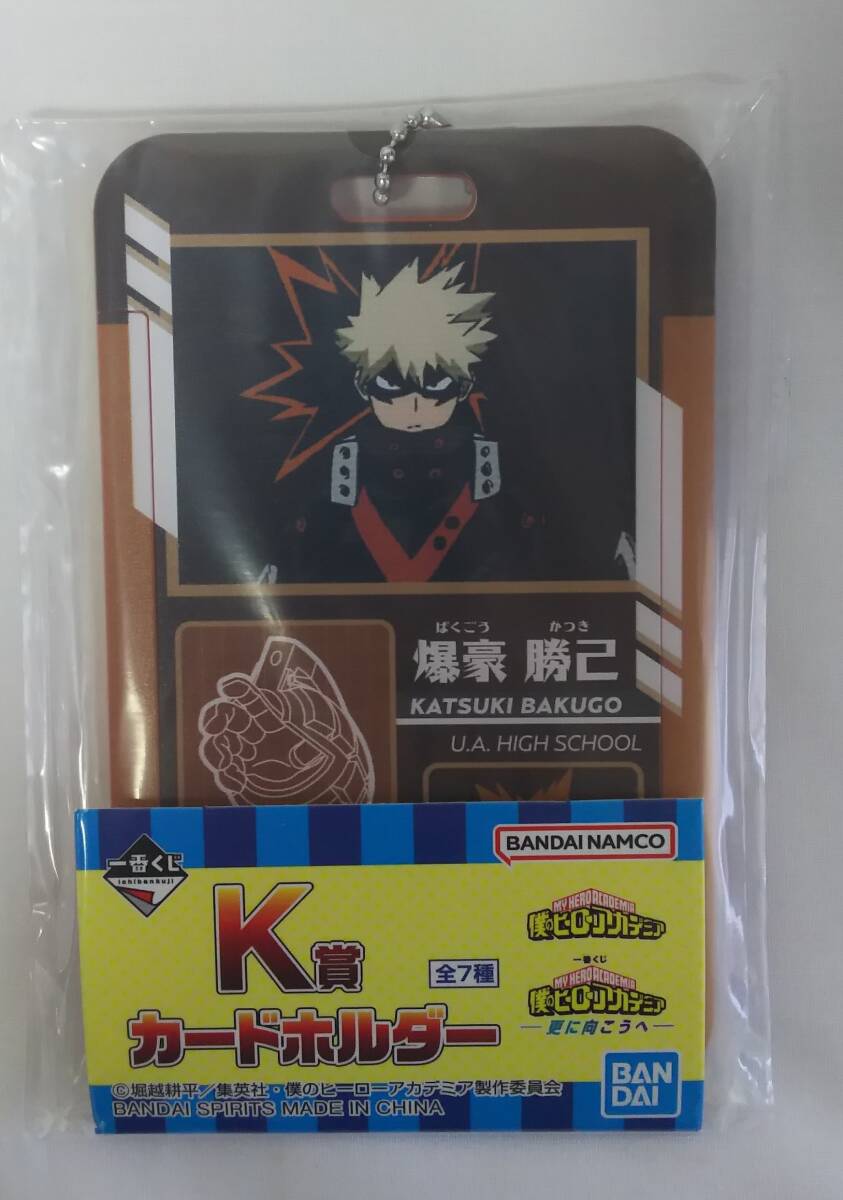 ばくごう かつき
爆豪 勝己
KATSUKI BAKUGO
U.A. HIGH SCHOOL
一番くじ
ichibankuji
BANDAI NAMCO
K賞
全7種
カードホルダー
MY HERO ACADEMIA
僕のヒーローアカデミア
一番くじ
MY HERO ACADEMIA
僕のヒーローアカデミア
―更に向こうへ―
©堀越耕平／集英社・僕のヒーローアカデミア製作委員会
BANDAI SPIRITS MADE IN CHINA
BAN
DAI